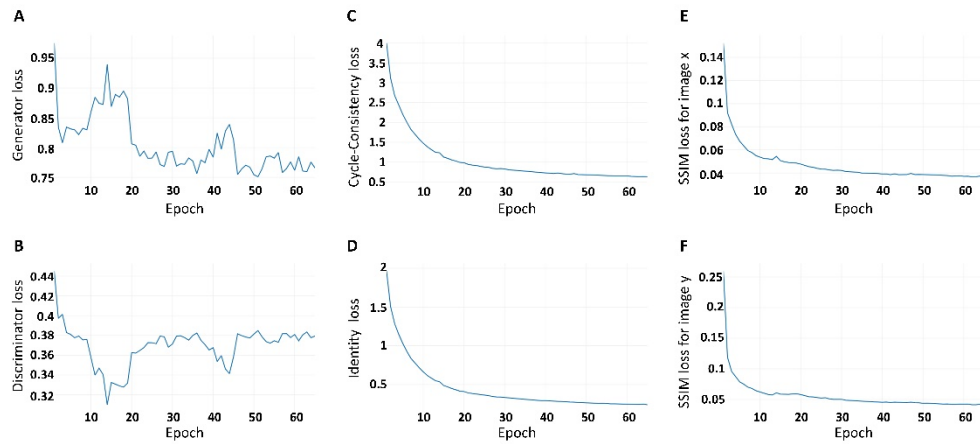 A
Generator loss
0.95
0.9
0.85
0.8
0.75
10 20 30 40 50 60
Epoch
C
Cycle-Consistency loss
4
3.5
3
2.5
2
1.5
1
0.5
10 20 30 40 50 60
Epoch
E
SSIM loss for image x
0.14
0.12
0.1
0.08
0.06
0.04
10 20 30 40 50 60
Epoch
B
Discriminator loss
0.44
0.42
0.4
0.38
0.36
0.34
0.32
10 20 30 40 50 60
Epoch
D
Identity loss
2
1.5
1
0.5
10 20 30 40 50 60
Epoch
F
SSIM loss for image y
0.25
0.2
0.15
0.1
0.05
10 20 30 40 50 60
Epoch